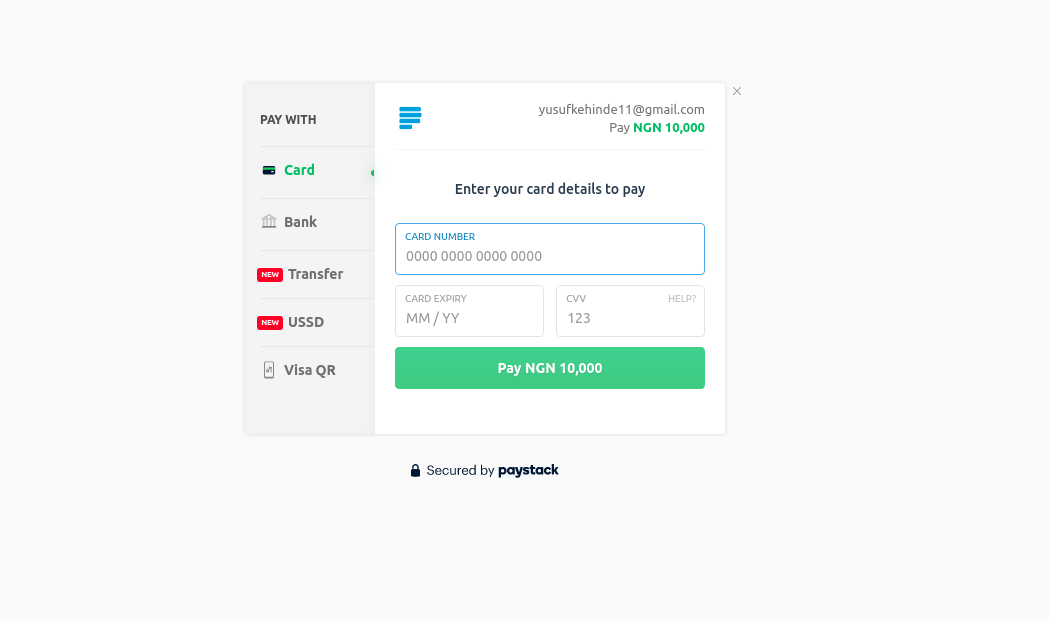 PAY WITH
Card
Bank
NEW Transfer
NEW USSD
Visa QR
yusufkehinde11@gmail.com
Pay NGN 10,000
Enter your card details to pay
CARD NUMBER
0000 0000 0000 0000
CARD EXPIRY
MM / YY
CVV HELP?
123
Pay NGN 10,000
Secured by paystack